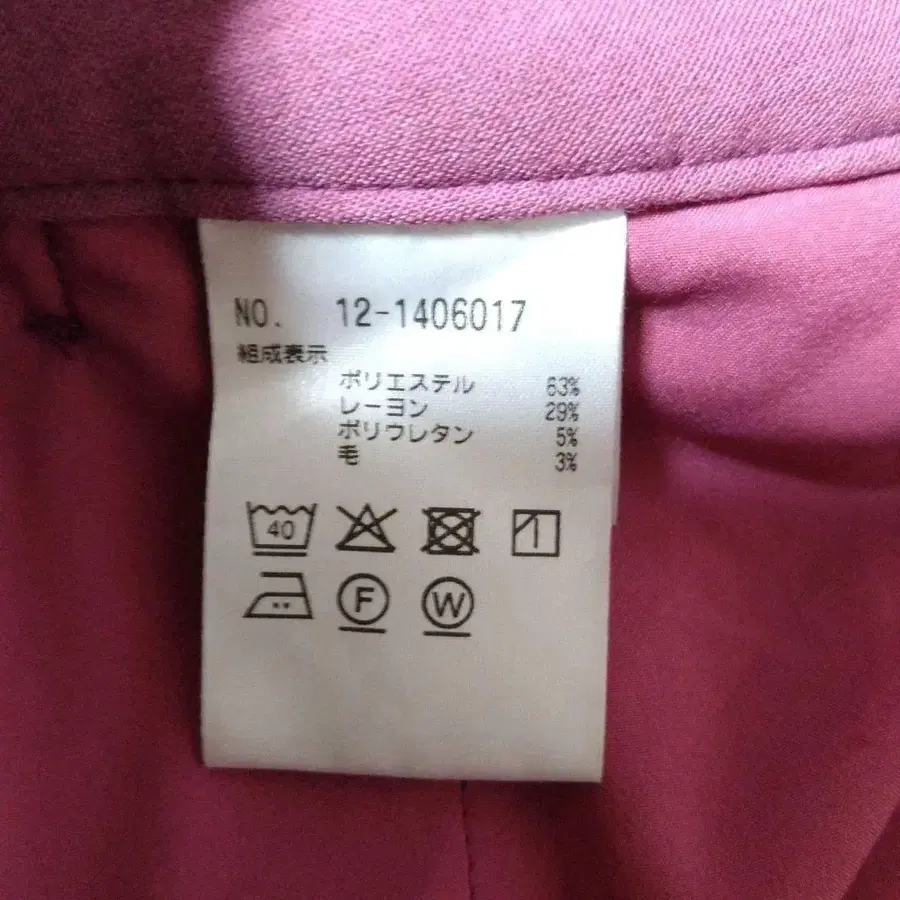 NO. 12-1406017
組成表示
ポリエステル 63%
レーヨン 29%
ポリウレタン 5%
毛 3%
40
F W